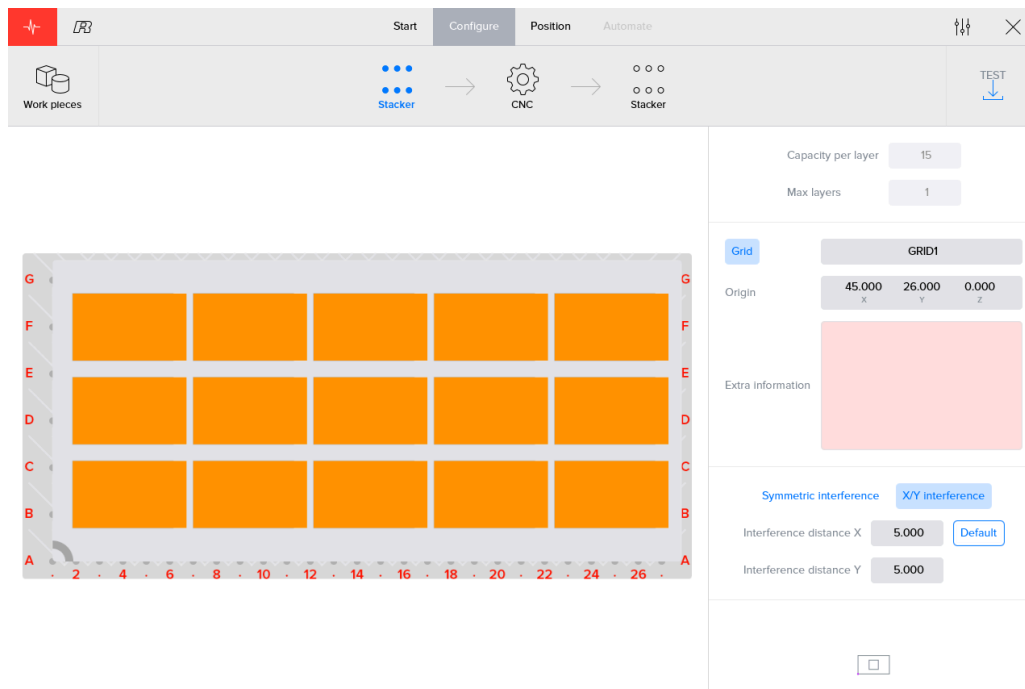 Start Configure Position Automate
Work pieces
Stacker
CNC
Stacker
TEST
Capacity per layer 15
Max layers 1
Grid GRID1
Origin 45.000 26.000 0.000
X Y Z
Extra information
Symmetric interference X/Y interference
Interference distance X 5.000 Default
Interference distance Y 5.000
G G
F F
E E
D D
C C
B B
A A
. 2 . 4 . 6 . 8 . 10 . 12 . 14 . 16 . 18 . 20 . 22 . 24 . 26 .